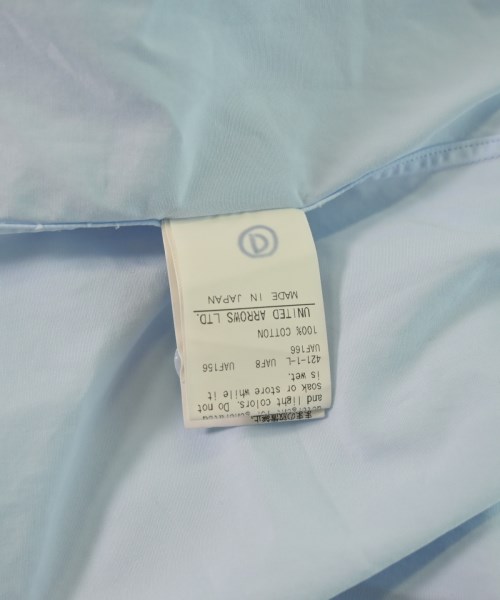 and light colors. Do not
soak or store while it
is wet.
421-1-L UAF8 UAF156
UAF166
100% COTTON
UNITED ARROWS LTD.
MADE IN JAPAN
D